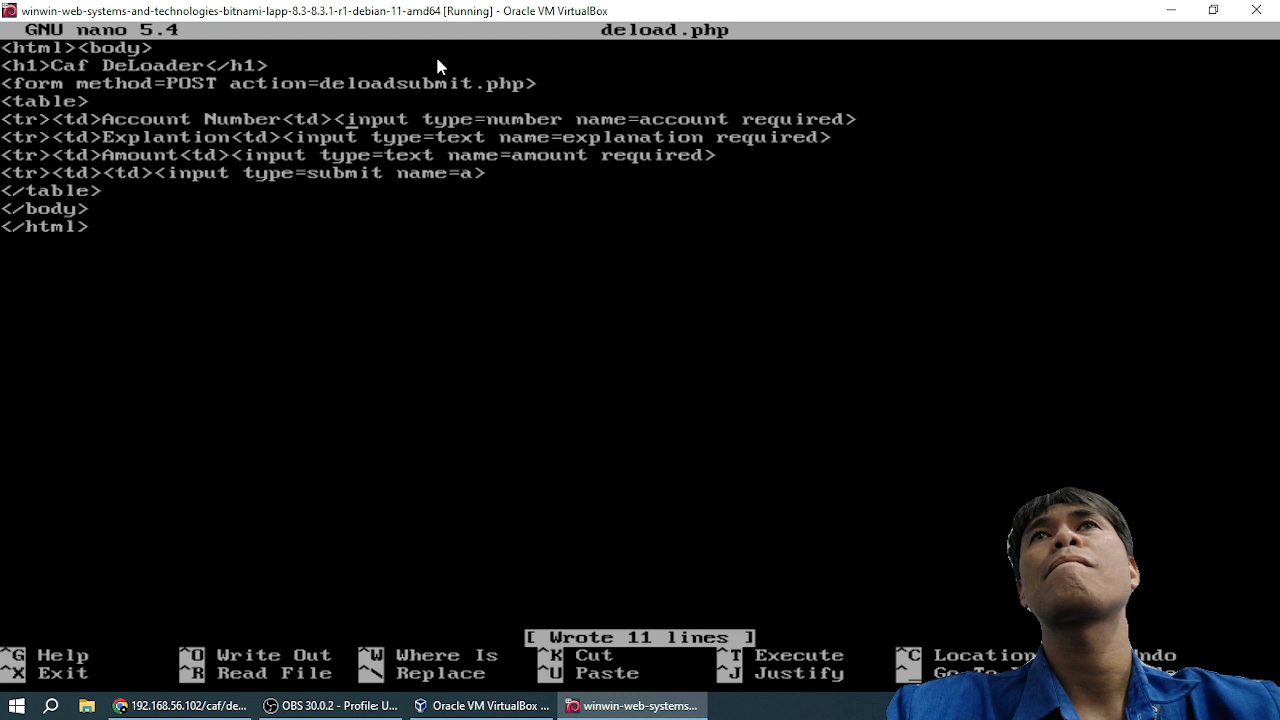 winwin-web-systems-and-technologies-bitnami-lapp-8.3-8.3.1-r1-debian-11-amd64 [Running] - Oracle VM VirtualBox
GNU nano 5.4 deload.php
<html><body>
<h1>Caf DeLoader</h1>
<form method=POST action=deloadsubmit.php>
<table>
<tr><td>Account Number<td><input type=number name=account required>
<tr><td>Explantion<td><input type=text name=explanation required>
<tr><td>Amount<td><input type=text name=amount required>
<tr><td><td><input type=submit name=a>
</table>
</body>
</html>
[ Wrote 11 lines ]
^G Help ^O Write Out ^W Where Is ^K Cut ^T Execute ^C Location
^X Exit ^R Read File ^\ Replace ^U Paste ^J Justify ^_
192.168.56.102/caf/de... OBS 30.0.2 - Profile: U... Oracle VM VirtualBox ... winwin-web-systems...